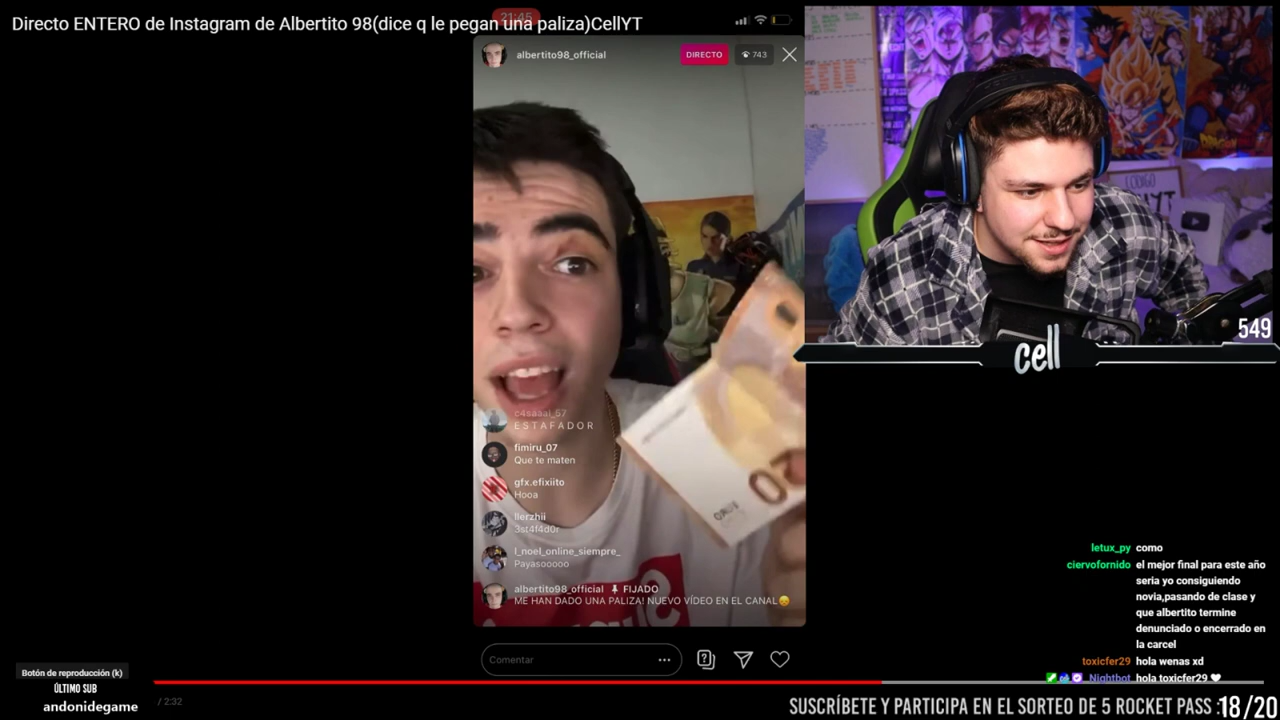 Directo ENTERO de Instagram de Albertito 98(dice q le pegan una paliza)CellYT
21:45
albertito98_official
DIRECTO
743
c4saaal_57
E S T A F A D O R
fimiru_07
Que te maten
gfx.efixiito
Hooa
llerzhii
3st4f4d0r
l_noel_online_siempre_
Payasooooo
albertito98_official FIJADO
ME HAN DADO UNA PALIZA! NUEVO VÍDEO EN EL CANAL😔
Comentar
549
cell
letux_py como
ciervofornido el mejor final para este año
seria yo consiguiendo
novia,pasando de clase y
que albertito termine
denunciado o encerrado en
la carcel
toxicfer29 hola wenas xd
Nightbot hola toxicfer29 ♥
Botón de reproducción (k)
ÚLTIMO SUB
andonidegame
/ 2:32
SUSCRÍBETE Y PARTICIPA EN EL SORTEO DE 5 ROCKET PASS :
18/20